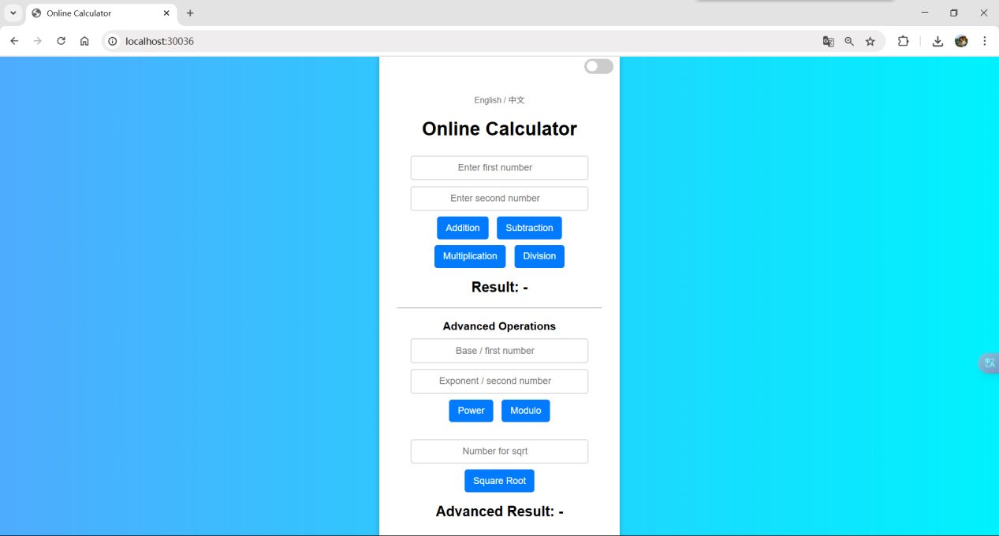 Online Calculator
localhost:30036
English / 中文
Online Calculator
Enter first number
Enter second number
Addition Subtraction
Multiplication Division
Result: -
Advanced Operations
Base / first number
Exponent / second number
Power Modulo
Number for sqrt
Square Root
Advanced Result: -